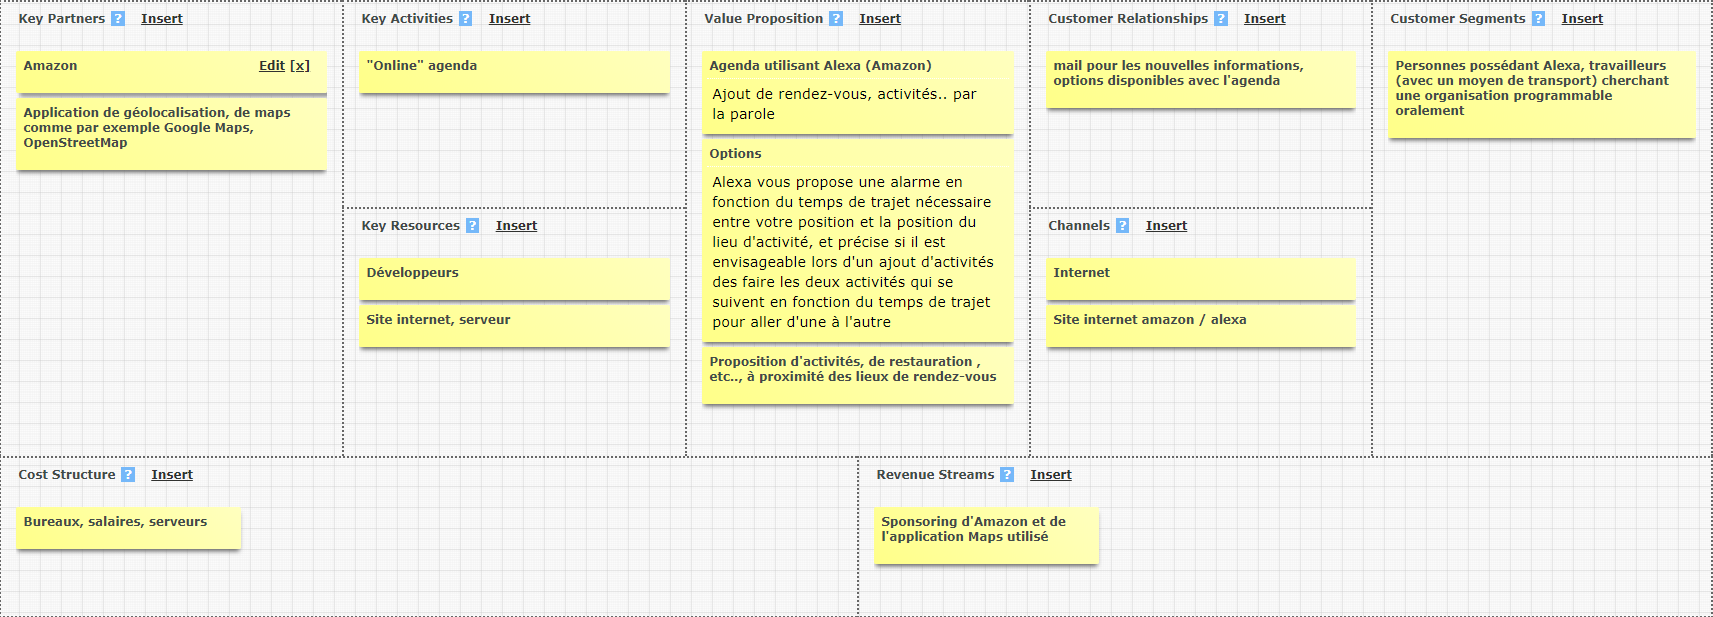 Key Partners ? Insert
Amazon Edit [x]
Application de géolocalisation, de maps
comme par exemple Google Maps,
OpenStreetMap
Key Activities ? Insert
"Online" agenda
Key Resources ? Insert
Développeurs
Site internet, serveur
Value Proposition ? Insert
Agenda utilisant Alexa (Amazon)
Ajout de rendez-vous, activités.. par
la parole
Options
Alexa vous propose une alarme en
fonction du temps de trajet nécessaire
entre votre position et la position du
lieu d'activité, et précise si il est
envisageable lors d'un ajout d'activités
des faire les deux activités qui se
suivent en fonction du temps de trajet
pour aller d'une à l'autre
Proposition d'activités, de restauration ,
etc.., à proximité des lieux de rendez-vous
Customer Relationships ? Insert
mail pour les nouvelles informations,
options disponibles avec l'agenda
Channels ? Insert
Internet
Site internet amazon / alexa
Customer Segments ? Insert
Personnes possédant Alexa, travailleurs
(avec un moyen de transport) cherchant
une organisation programmable
oralement
Cost Structure ? Insert
Bureaux, salaires, serveurs
Revenue Streams ? Insert
Sponsoring d'Amazon et de
l'application Maps utilisé